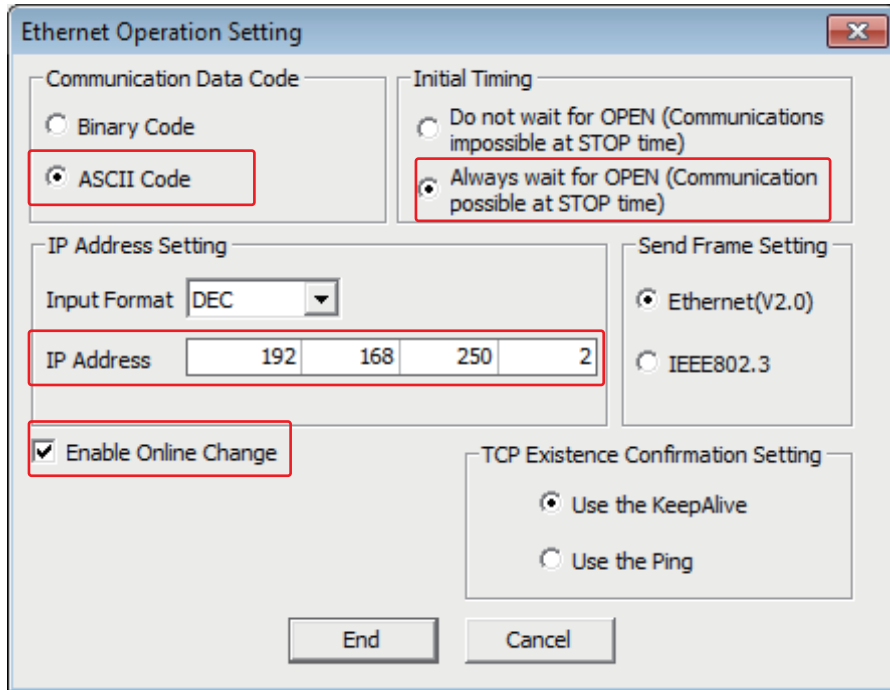 Ethernet Operation Setting
Communication Data Code
Binary Code
ASCII Code
Initial Timing
Do not wait for OPEN (Communications
impossible at STOP time)
Always wait for OPEN (Communication
possible at STOP time)
IP Address Setting
Input Format DEC
IP Address 192 168 250 2
Send Frame Setting
Ethernet(V2.0)
IEEE802.3
Enable Online Change
TCP Existence Confirmation Setting
Use the KeepAlive
Use the Ping
End
Cancel